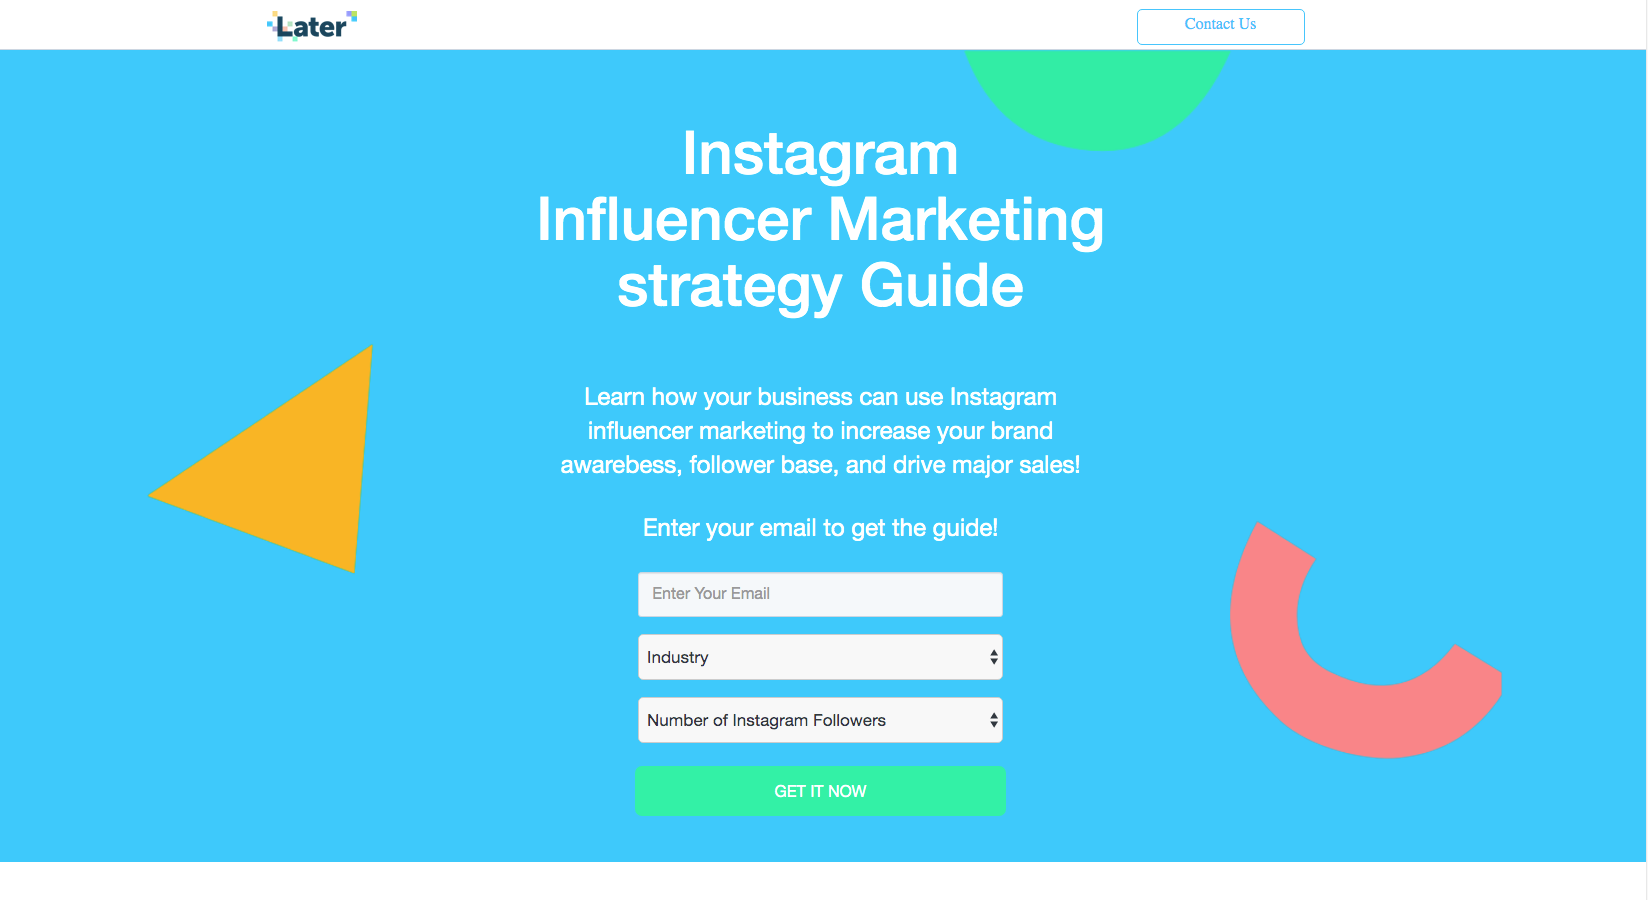 Later
Contact Us
Instagram
Influencer Marketing
strategy Guide
Learn how your business can use Instagram
influencer marketing to increase your brand
awarebess, follower base, and drive major sales!
Enter your email to get the guide!
Enter Your Email
Industry
Number of Instagram Followers
GET IT NOW